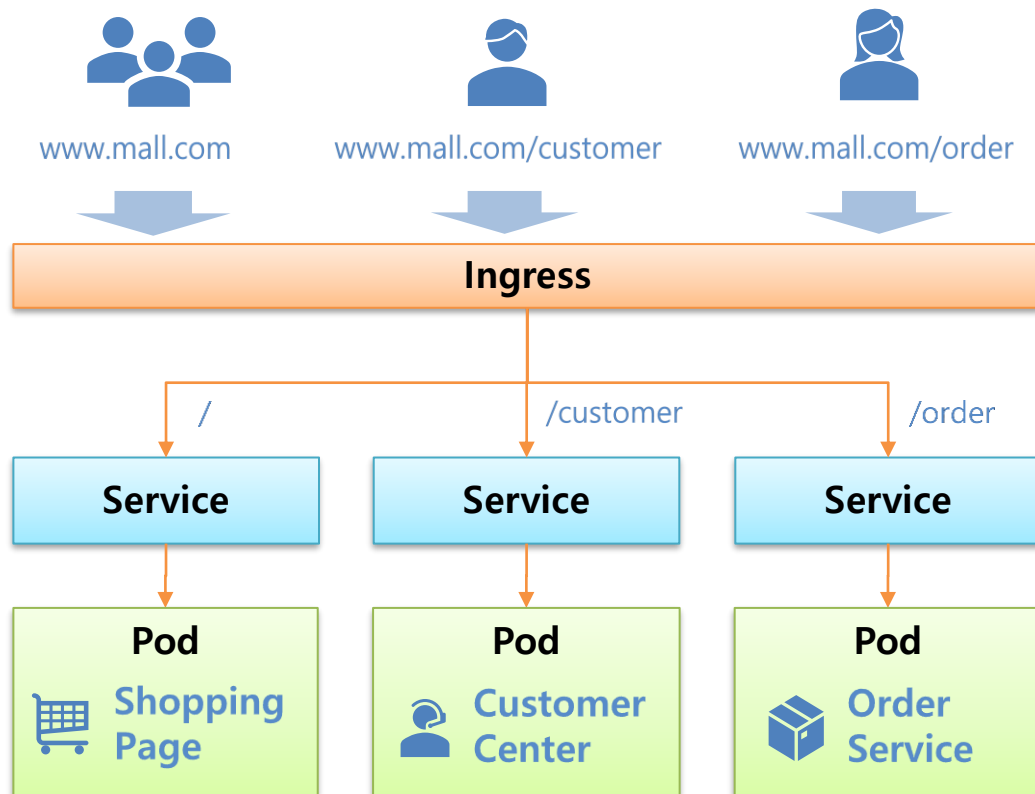 www.mall.com
www.mall.com/customer
www.mall.com/order
Ingress
/
/customer
/order
Service
Service
Service
Pod
Shopping
Page
Pod
Customer
Center
Pod
Order
Service